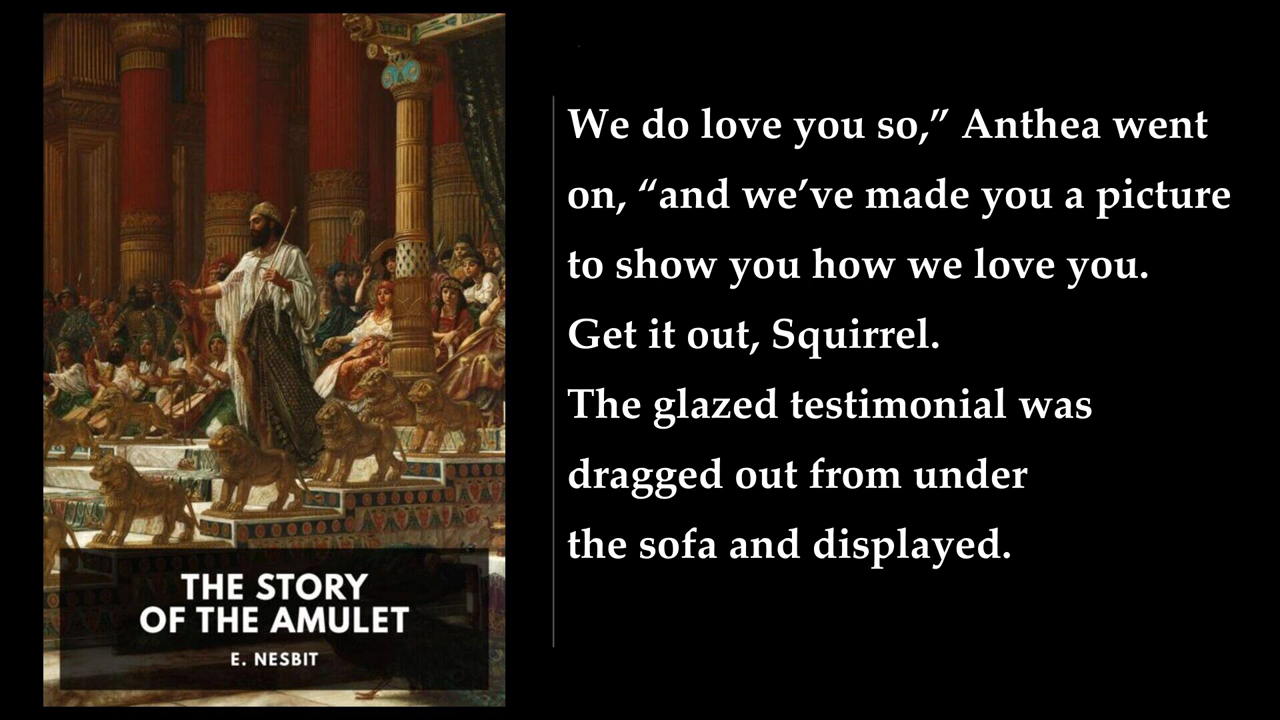 We do love you so,” Anthea went
on, “and we’ve made you a picture
to show you how we love you.
Get it out, Squirrel.
The glazed testimonial was
dragged out from under
the sofa and displayed.
THE STORY
OF THE AMULET
E. NESBIT